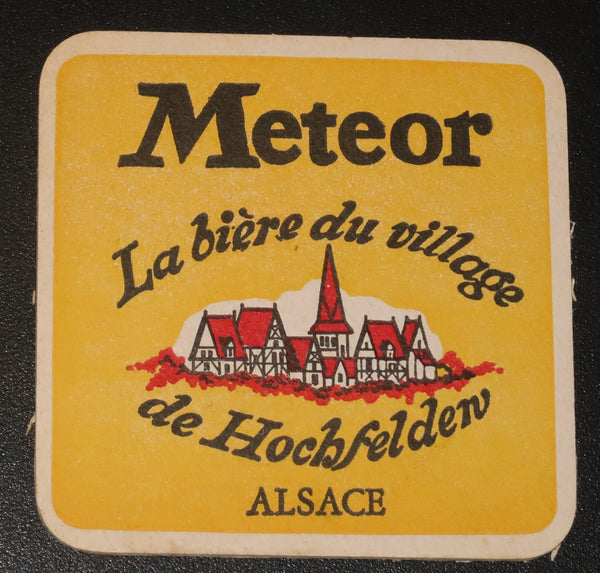 Meteor
La bière du village
de Hochfelden
ALSACE